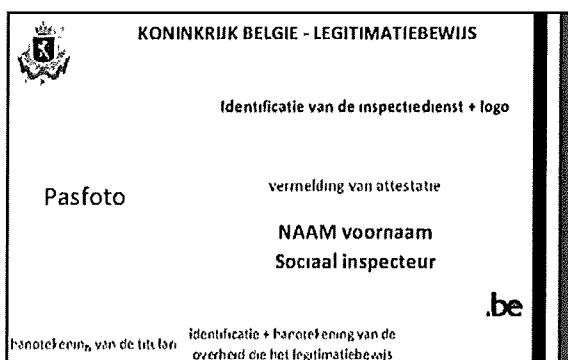 KONINKRIJK BELGIE - LEGITIMATIEBEWIJS
Identificatie van de inspectiedienst + logo
Pasfoto
vermelding van attestatie
NAAM voornaam
Sociaal inspecteur
.be
handtekening van de titularis
identificatie + handtekening van de
overheid die het legitimatiebewijs